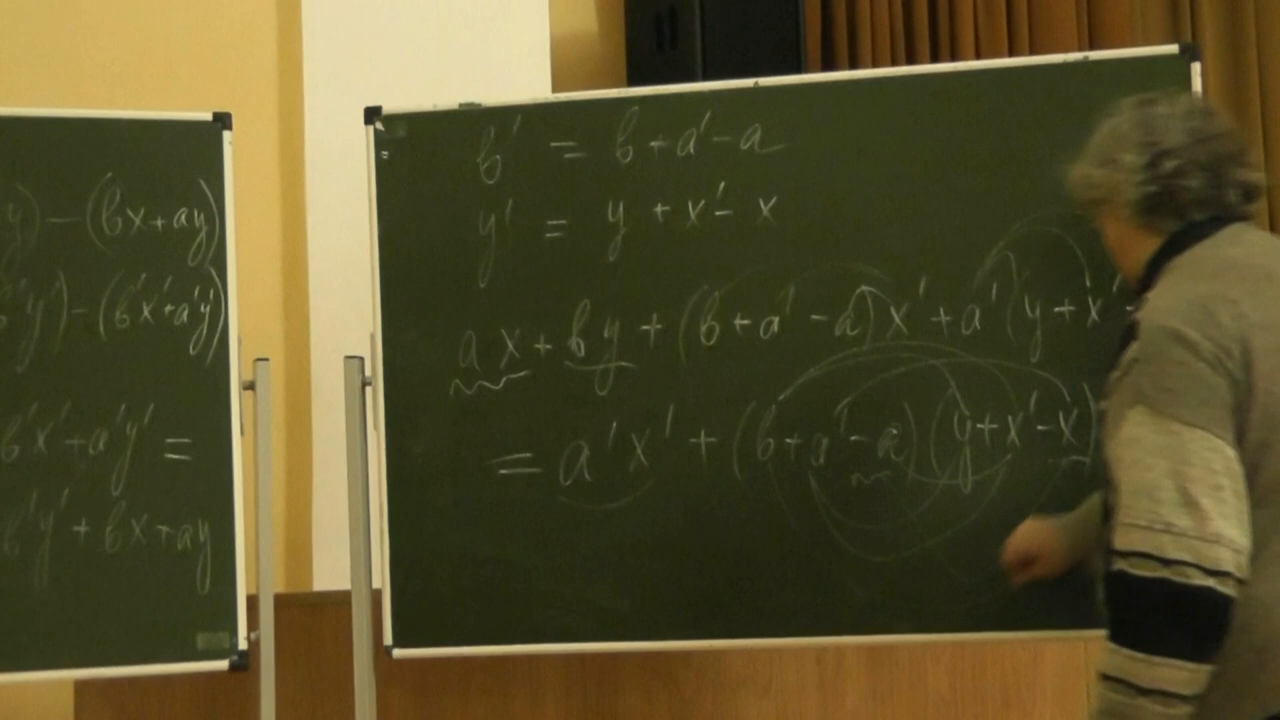 y) − (bx+ay)
b'y') − (b'x'+a'y')
b'x' + a'y' =
b'y' + bx + ay
b' = b + a' − a
y' = y + x' − x
ax + by + (b + a' − a)x' + a'(y + x' −
= a'x' + (b + a' − a)(y + x' − x)